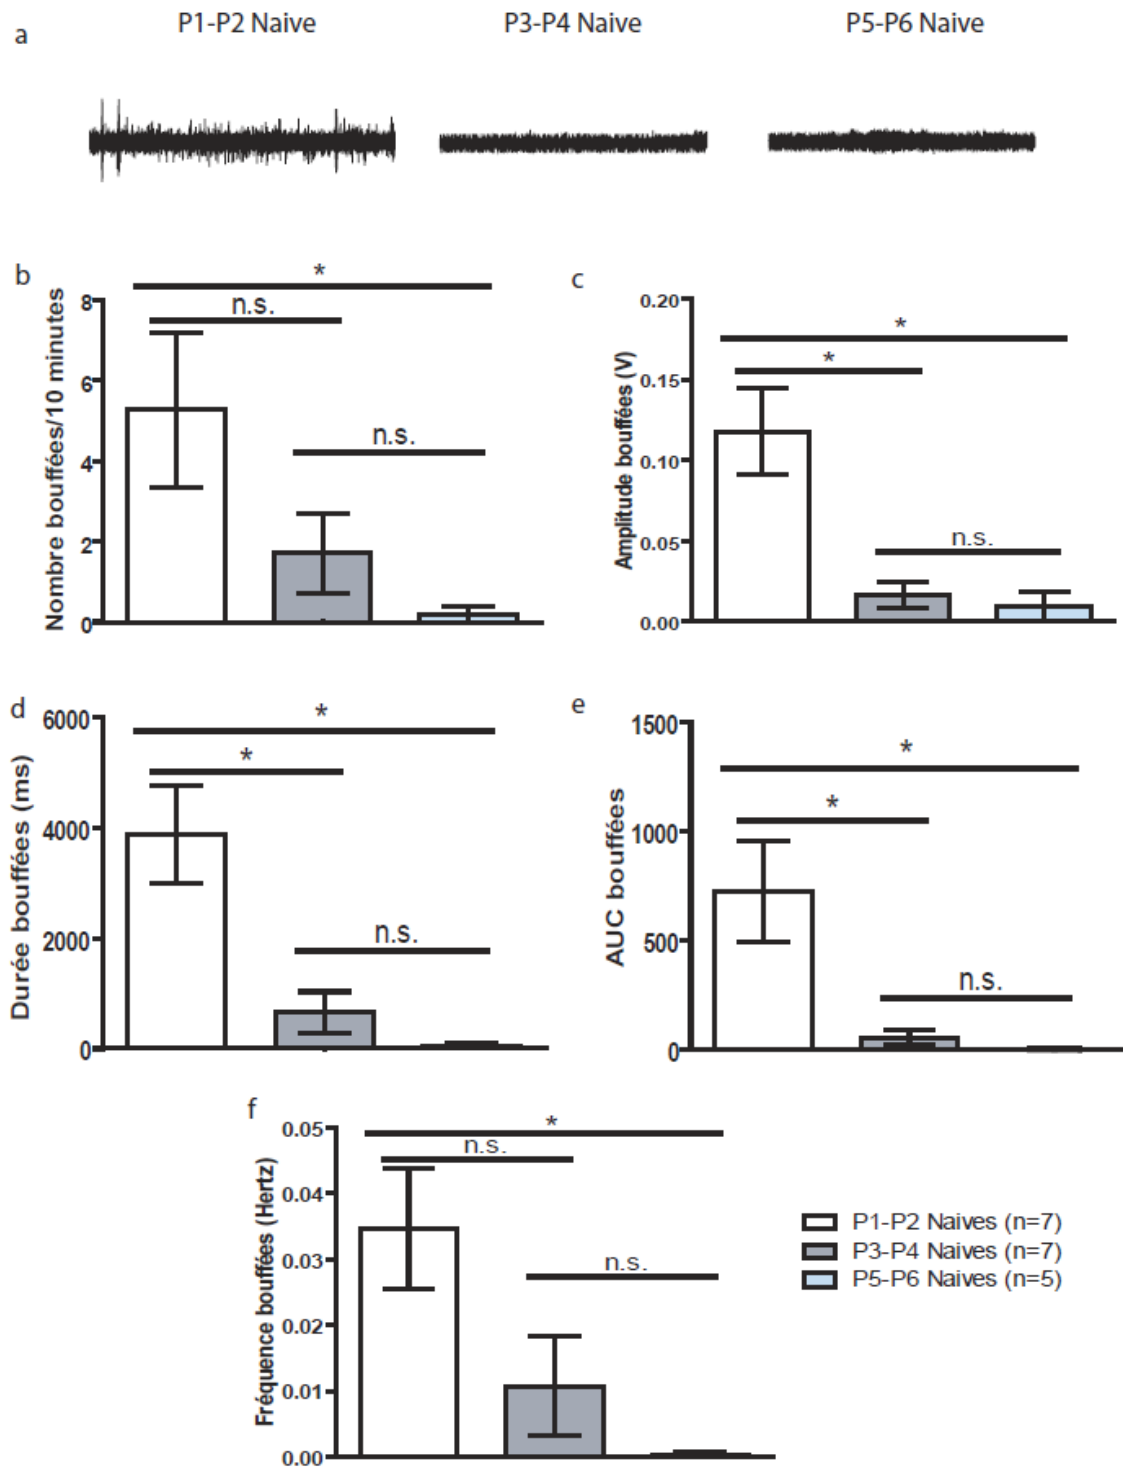 a
P1-P2 Naive
P3-P4 Naive
P5-P6 Naive
b
Nombre bouffées/10 minutes
8
6
4
2
0
*
n.s.
n.s.
c
Amplitude bouffées (V)
0.20
0.15
0.10
0.05
0.00
*
*
n.s.
d
Durée bouffées (ms)
6000
4000
2000
0
*
*
n.s.
e
AUC bouffées
1500
1000
500
0
*
*
n.s.
f
Fréquence bouffées (Hertz)
0.05
0.04
0.03
0.02
0.01
0.00
*
n.s.
n.s.
P1-P2 Naives (n=7)
P3-P4 Naives (n=7)
P5-P6 Naives (n=5)